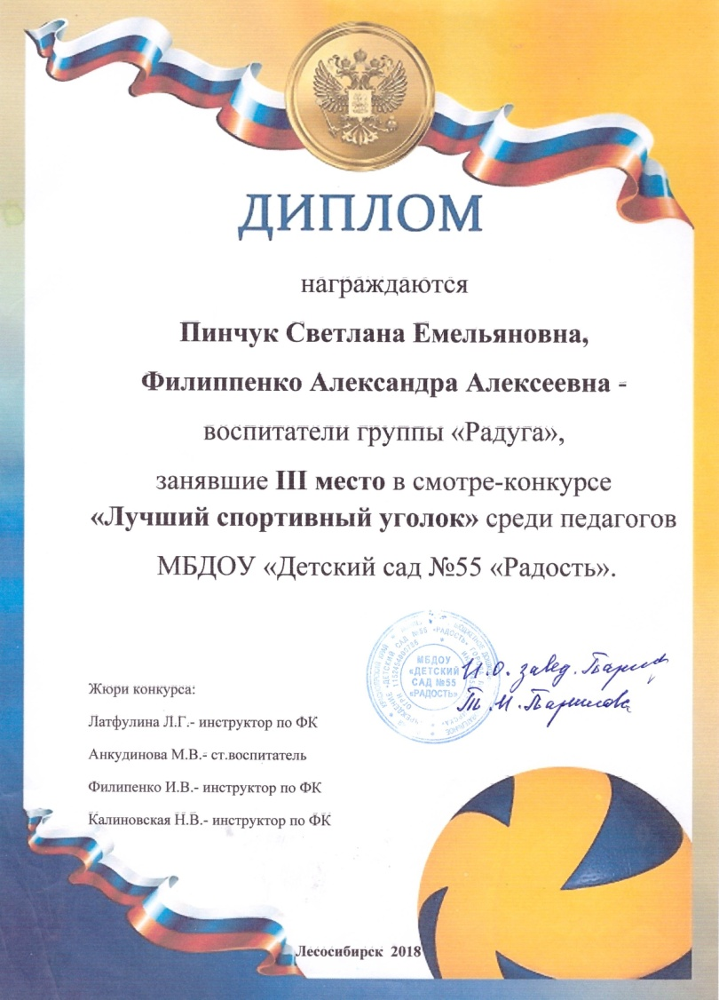 ДИПЛОМ
награждаются
Пинчук Светлана Емельяновна,
Филиппенко Александра Алексеевна -
воспитатели группы «Радуга»,
занявшие III место в смотре-конкурсе
«Лучший спортивный уголок» среди педагогов
МБДОУ «Детский сад №55 «Радость».
МБДОУ
«ДЕТСКИЙ
САД №55
«РАДОСТЬ»
И.о. завед.
Т.М.
Жюри конкурса:
Латфулина Л.Г.- инструктор по ФК
Анкудинова М.В.- ст.воспитатель
Филипенко И.В.- инструктор по ФК
Калиновская Н.В.- инструктор по ФК
Лесосибирск 2018